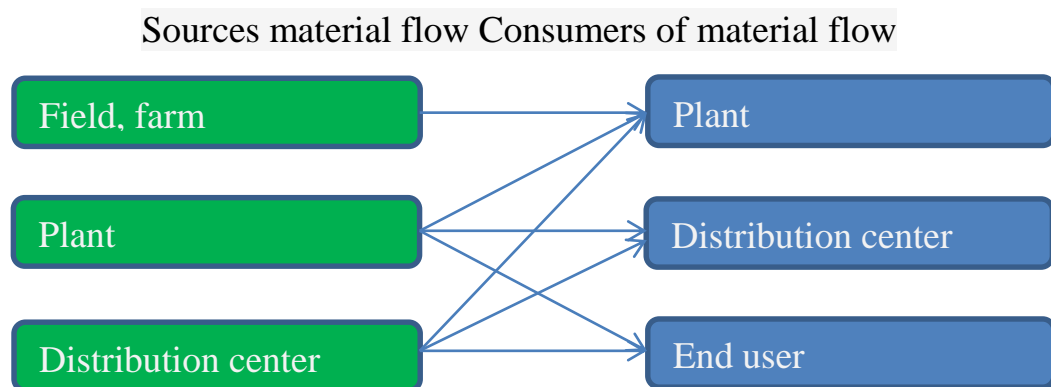 Sources material flow Consumers of material flow
Field, farm
Plant
Plant
Distribution center
Distribution center
End user